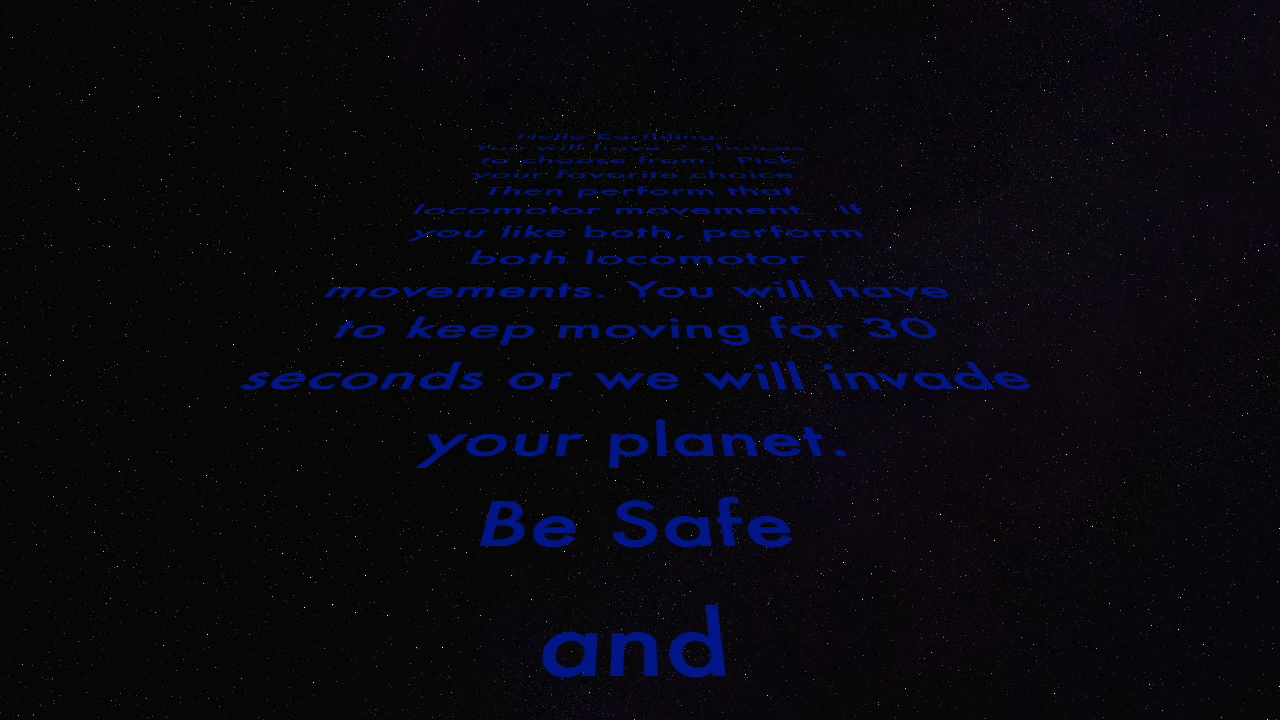 Hello Earthling. . . .
You will have 2 choices
to choose from. Pick
your favorite choice.
Then perform that
locomotor movement. If
you like both, perform
both locomotor
movements. You will have
to keep moving for 30
seconds or we will invade
your planet.
Be Safe
and